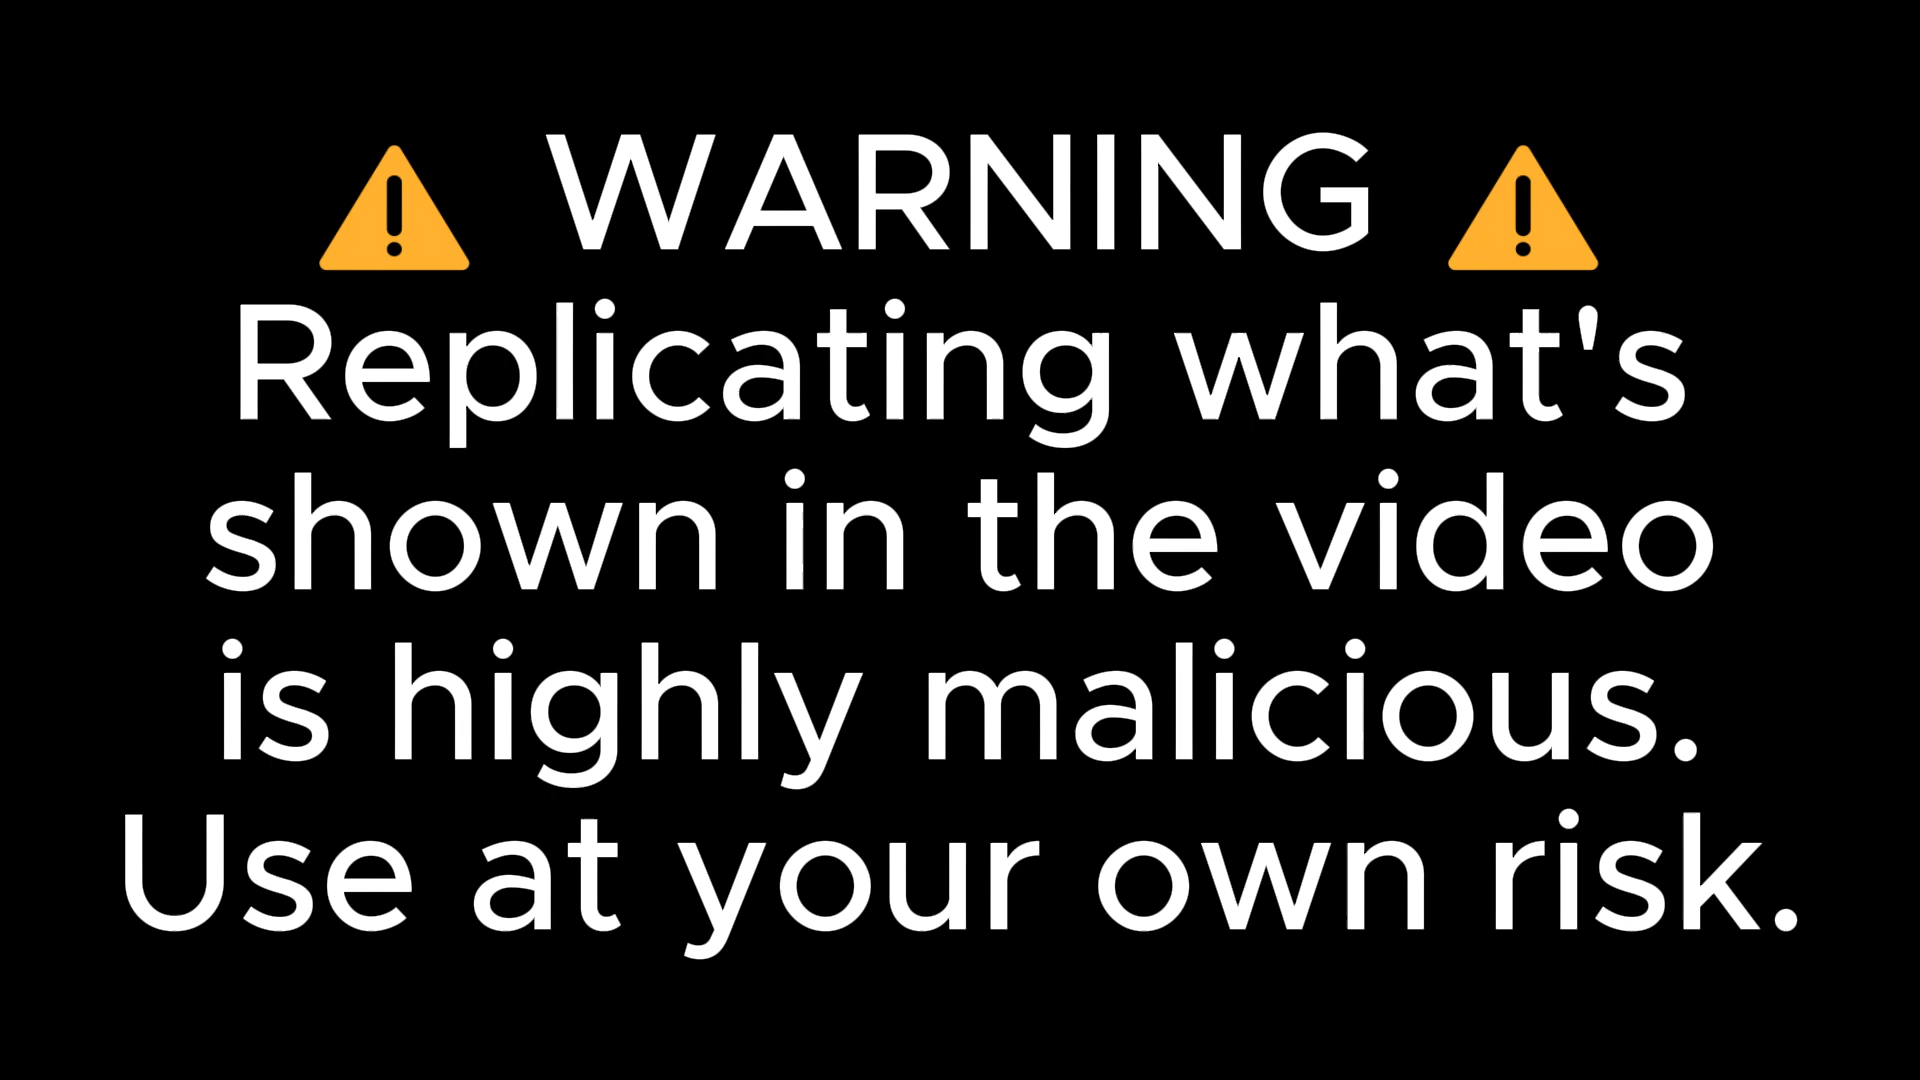 ⚠ WARNING ⚠
Replicating what's
shown in the video
is highly malicious.
Use at your own risk.